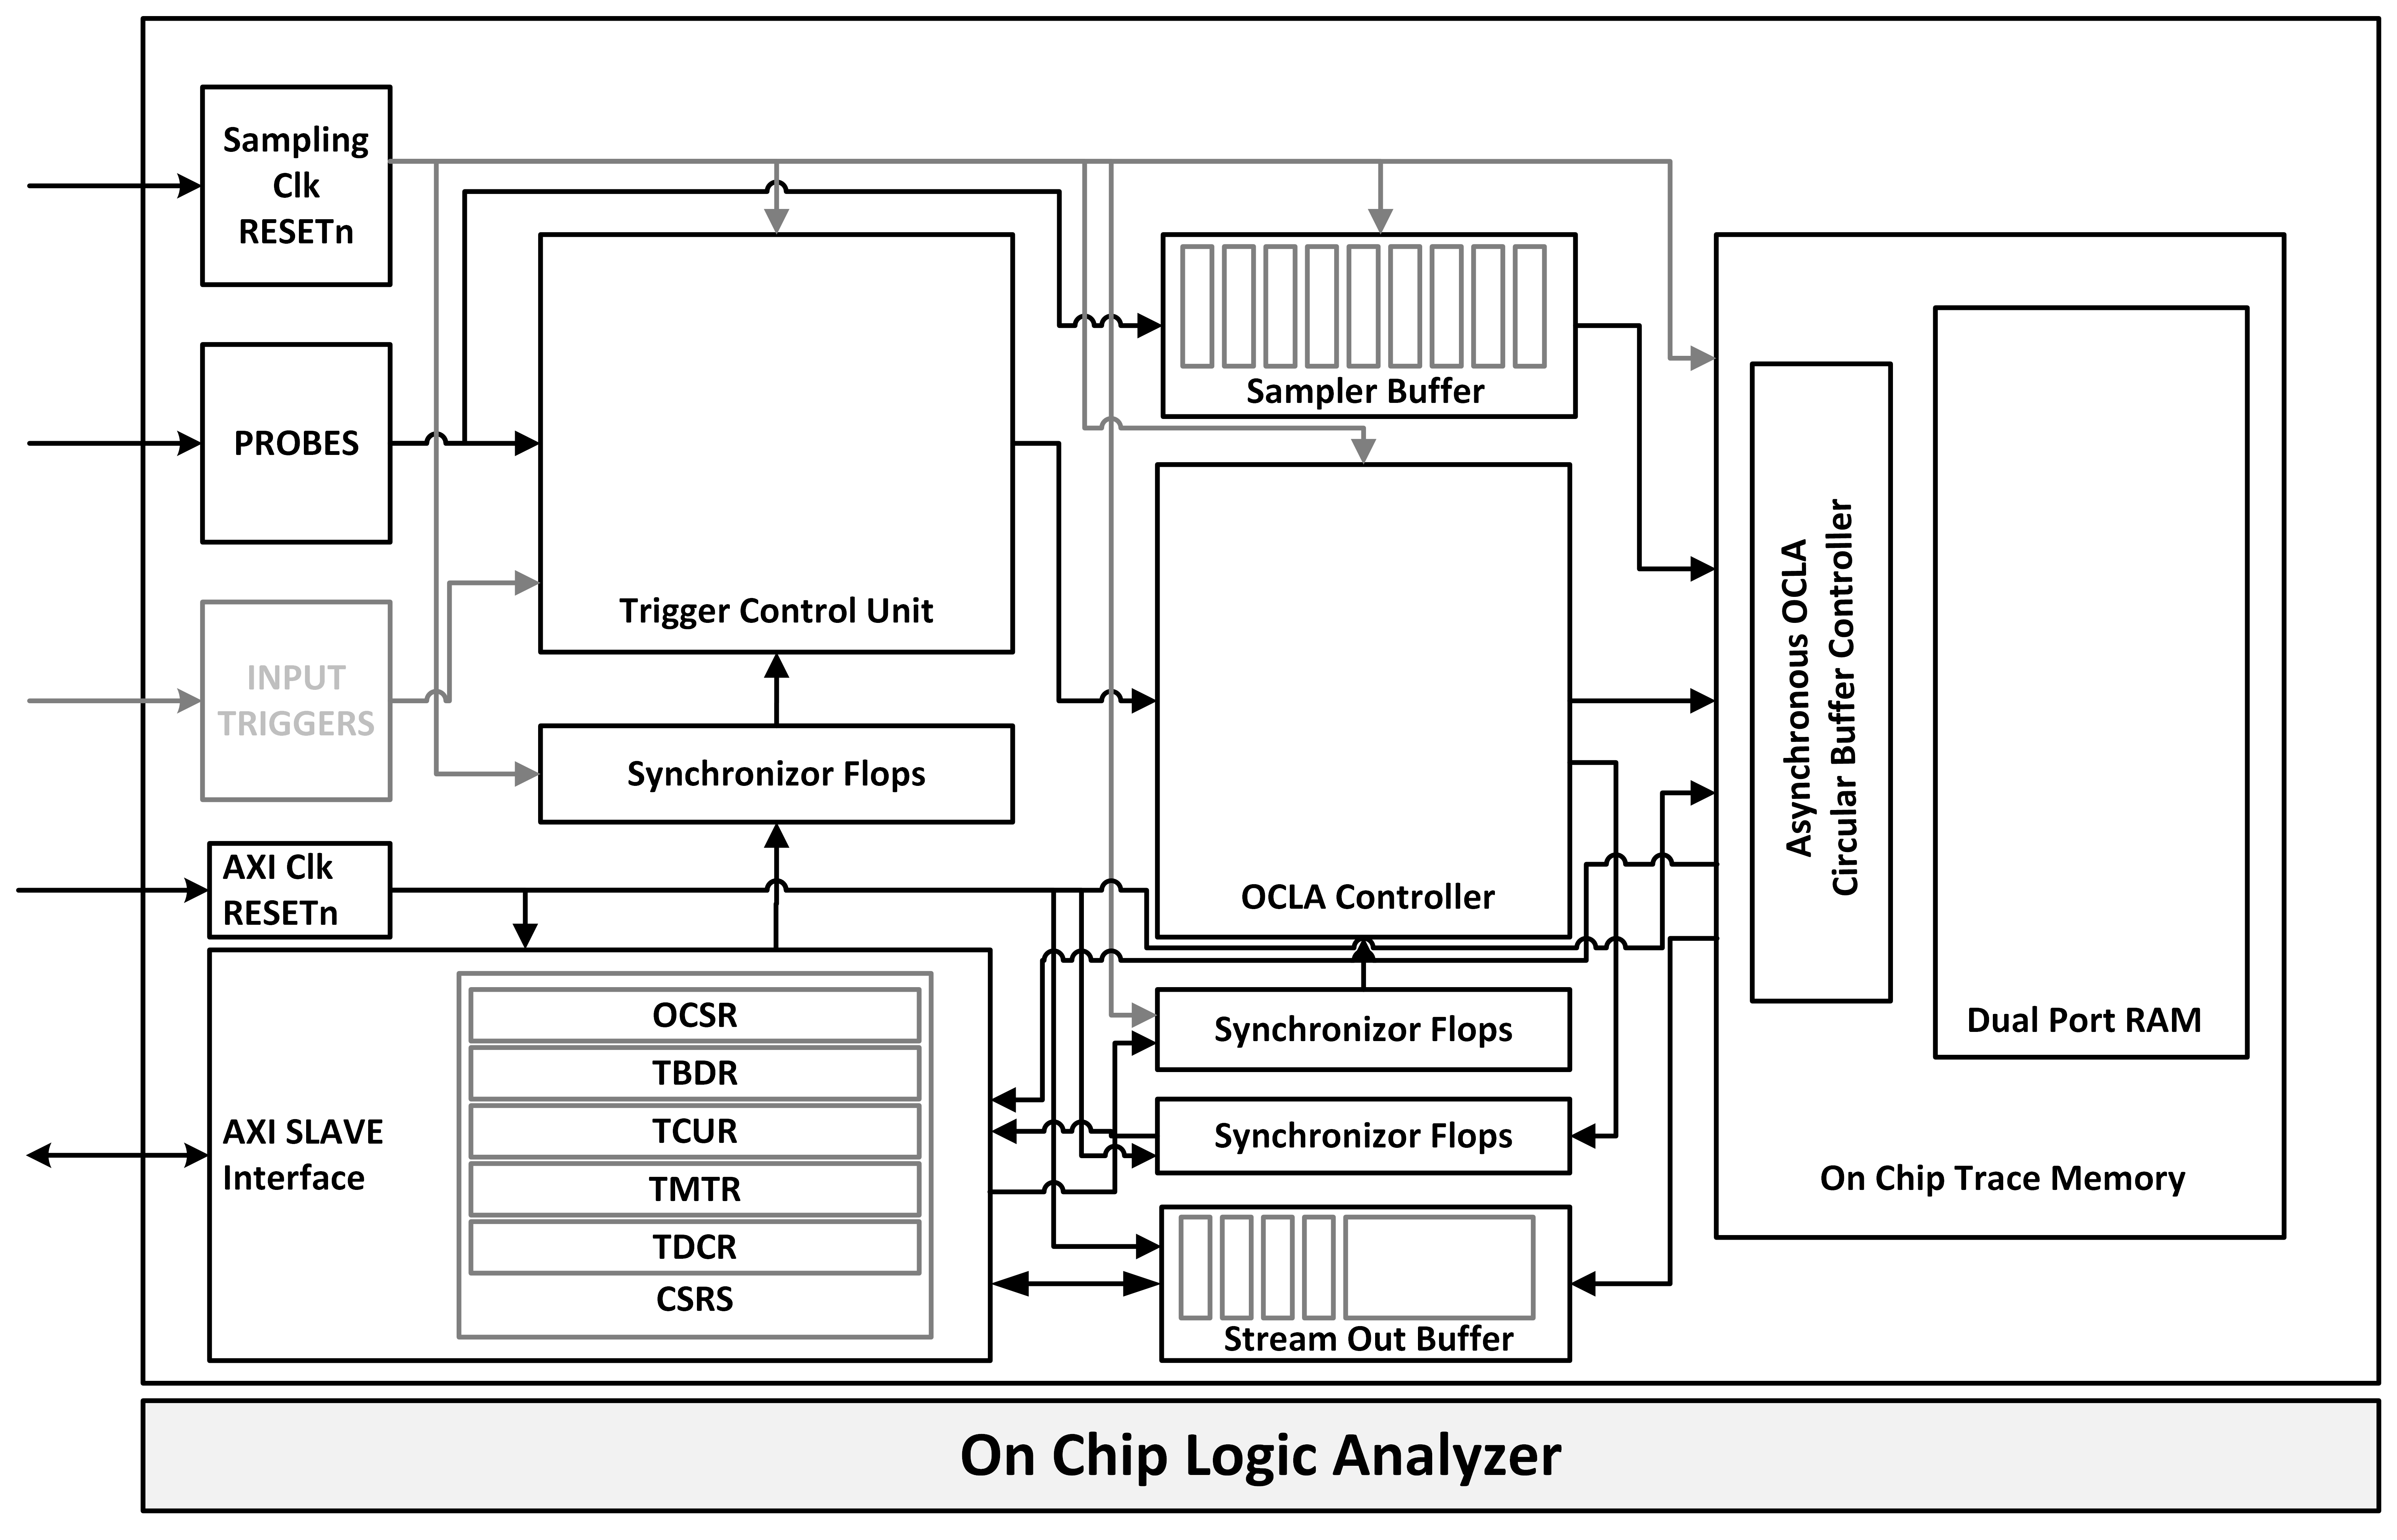 Sampling
Clk
RESETn
PROBES
INPUT
TRIGGERS
AXI Clk
RESETn
AXI SLAVE
Interface
OCSR
TBDR
TCUR
TMTR
TDCR
CSRS
Trigger Control Unit
Synchronizor Flops
Sampler Buffer
OCLA Controller
Synchronizor Flops
Synchronizor Flops
Stream Out Buffer
Asynchronous OCLA
Circular Buffer Controller
Dual Port RAM
On Chip Trace Memory
On Chip Logic Analyzer